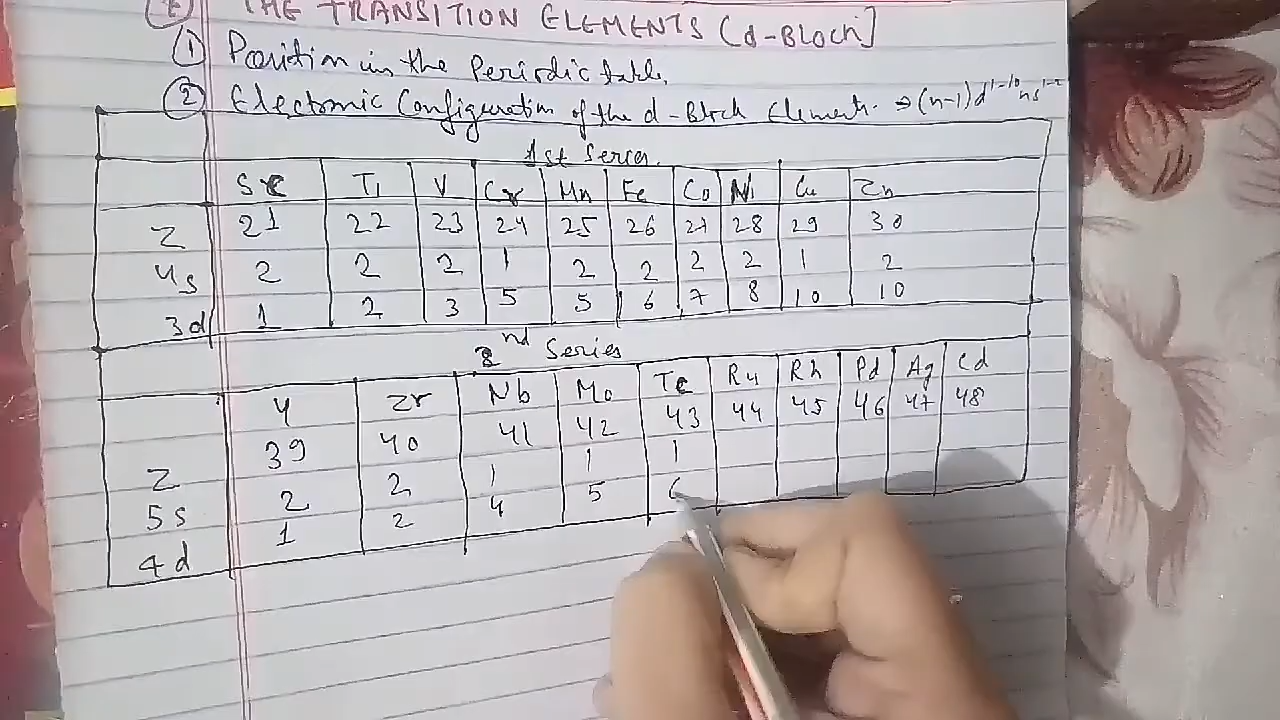 THE TRANSITION ELEMENTS (d-BLOCK]
① Position in the Periodic table.
② Electonic Configuration of the d-Block Elements. ⇒ (n-1)d¹⁻¹⁰ns¹⁻²
1st Series.
Sc Ti V Cr Mn Fe Co Ni Cu Zn
Z 21 22 23 24 25 26 27 28 29 30
4s 2 2 2 1 2 2 2 2 1 2
3d 1 2 3 5 5 6 7 8 10 10
2nd Series
Y Zr Nb Mo Tc Ru Rh Pd Ag Cd
Z 39 40 41 42 43 44 45 46 47 48
5s 2 2 1 1 1
4d 1 2 4 5 6